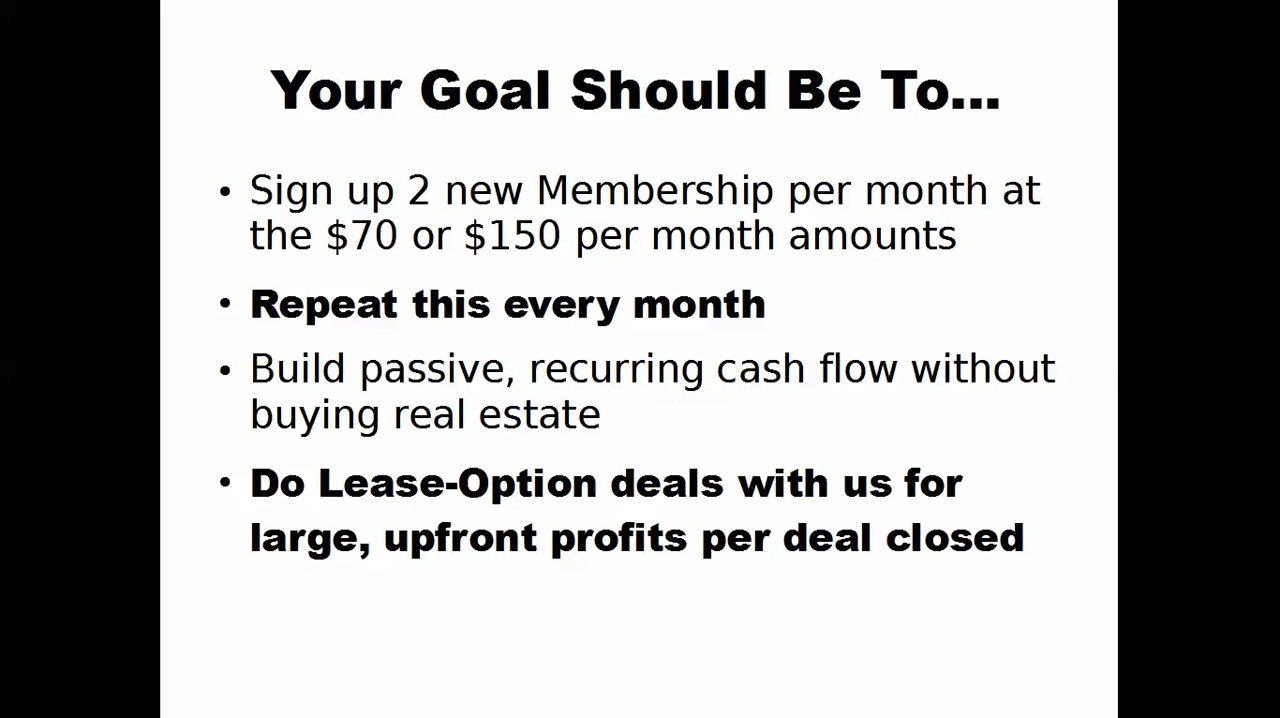 Your Goal Should Be To...
• Sign up 2 new Membership per month at
the $70 or $150 per month amounts
• Repeat this every month
• Build passive, recurring cash flow without
buying real estate
• Do Lease-Option deals with us for
large, upfront profits per deal closed